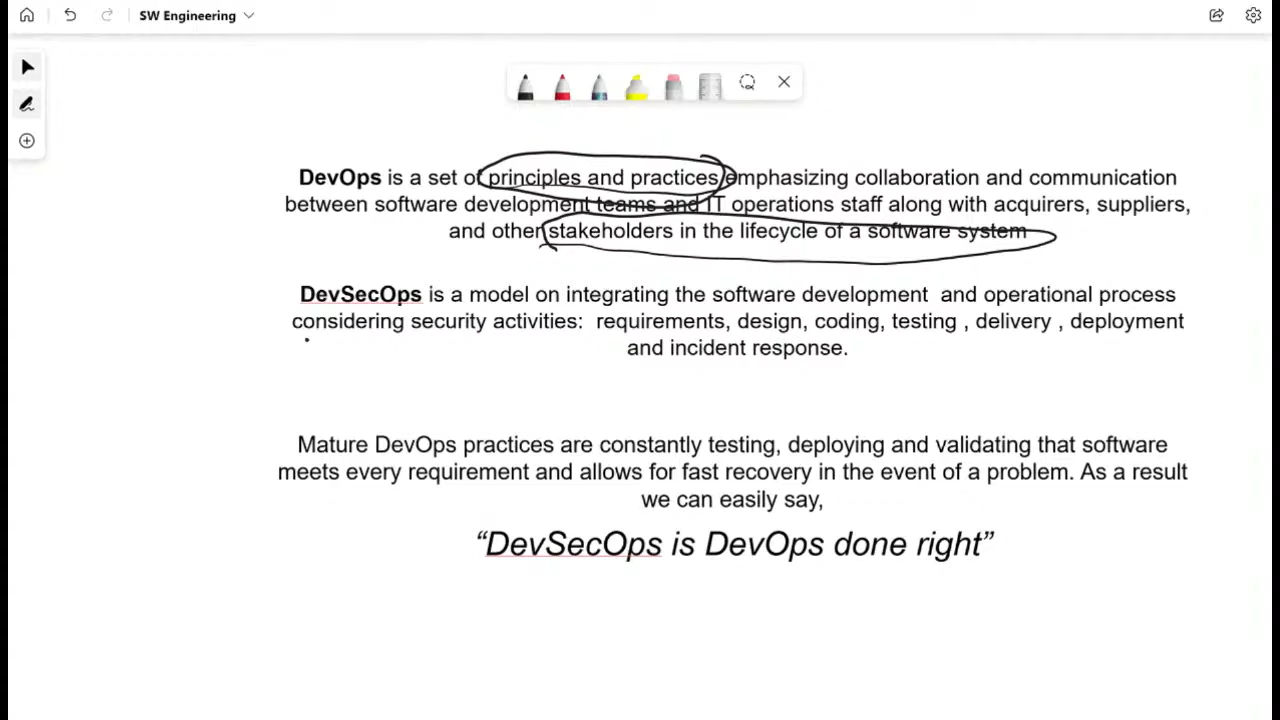 SW Engineering
DevOps is a set of principles and practices emphasizing collaboration and communication
between software development teams and IT operations staff along with acquirers, suppliers,
and other stakeholders in the lifecycle of a software system
DevSecOps is a model on integrating the software development and operational process
considering security activities: requirements, design, coding, testing , delivery , deployment
and incident response.
Mature DevOps practices are constantly testing, deploying and validating that software
meets every requirement and allows for fast recovery in the event of a problem. As a result
we can easily say,
“DevSecOps is DevOps done right”